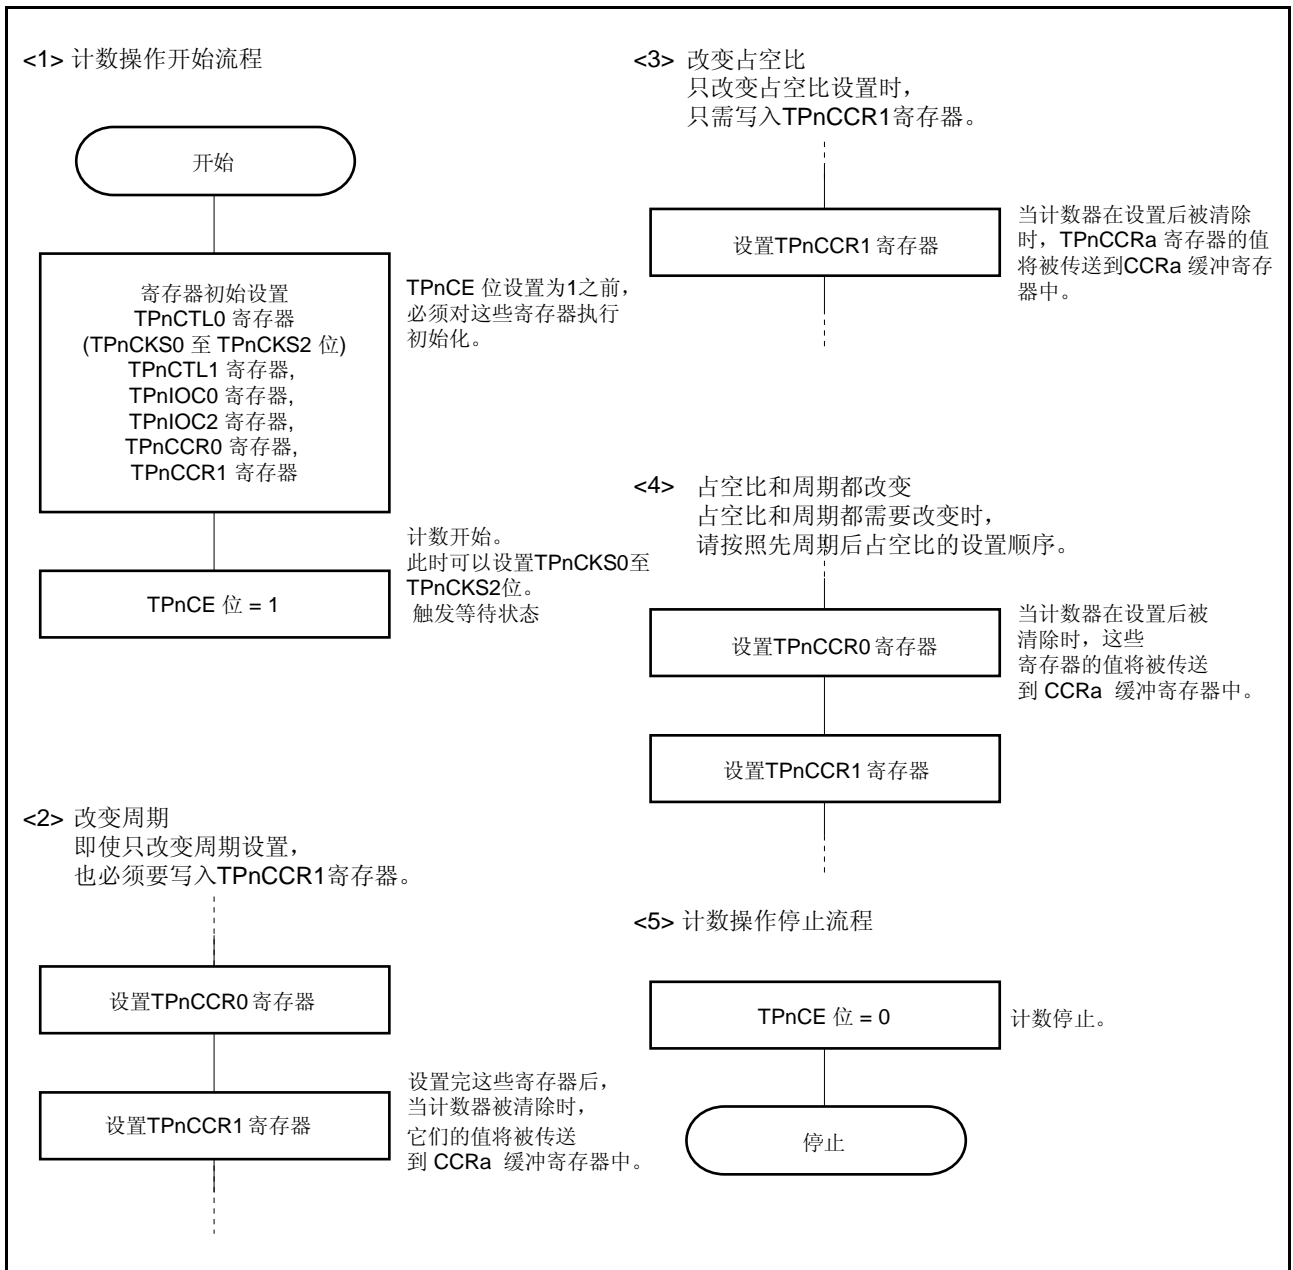 <1> 计数操作开始流程
开始
寄存器初始设置
TPnCTL0 寄存器
(TPnCKS0 至 TPnCKS2 位)
TPnCTL1 寄存器,
TPnIOC0 寄存器,
TPnIOC2 寄存器,
TPnCCR0 寄存器,
TPnCCR1 寄存器
TPnCE 位设置为1之前，
必须对这些寄存器执行
初始化。
TPnCE 位 = 1
计数开始。
此时可以设置TPnCKS0至
TPnCKS2位。
触发等待状态
<2> 改变周期
即使只改变周期设置，
也必须要写入TPnCCR1寄存器。
设置TPnCCR0 寄存器
设置TPnCCR1 寄存器
设置完这些寄存器后，
当计数器被清除时，
它们的值将被传送
到 CCRa 缓冲寄存器中。
<3> 改变占空比
只改变占空比设置时，
只需写入TPnCCR1寄存器。
设置TPnCCR1 寄存器
当计数器在设置后被清除
时，TPnCCRa 寄存器的值
将被传送到CCRa 缓冲寄存
器中。
<4> 占空比和周期都改变
占空比和周期都需要改变时，
请按照先周期后占空比的设置顺序。
设置TPnCCR0 寄存器
当计数器在设置后被
清除时，这些
寄存器的值将被传送
到 CCRa 缓冲寄存器中。
设置TPnCCR1 寄存器
<5> 计数操作停止流程
TPnCE 位 = 0
计数停止。
停止